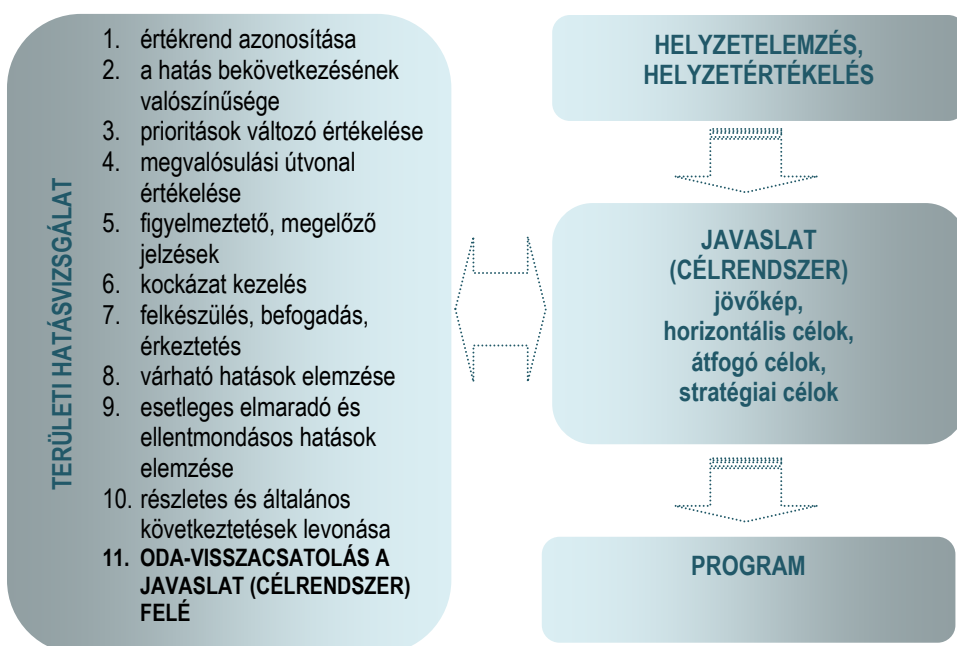 TERÜLETI HATÁSVIZSGÁLAT
1. értékrend azonosítása
2. a hatás bekövetkezésének
valószínűsége
3. prioritások változó értékelése
4. megvalósulási útvonal
értékelése
5. figyelmeztető, megelőző
jelzések
6. kockázat kezelés
7. felkészülés, befogadás,
érkeztetés
8. várható hatások elemzése
9. esetleges elmaradó és
ellentmondásos hatások
elemzése
10. részletes és általános
következtetések levonása
11. ODA-VISSZACSATOLÁS A
JAVASLAT (CÉLRENDSZER)
FELÉ
HELYZETELEMZÉS,
HELYZETÉRTÉKELÉS
JAVASLAT
(CÉLRENDSZER)
jövőkép,
horizontális célok,
átfogó célok,
stratégiai célok
PROGRAM